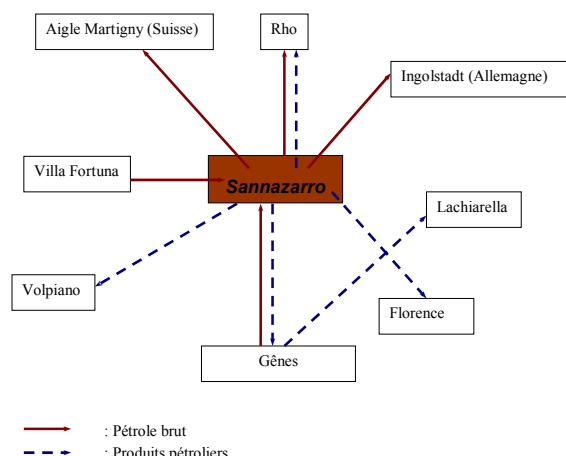 Aigle Martigny (Suisse)
Rho
Ingolstadt (Allemagne)
Villa Fortuna
Sannazarro
Lachiarella
Volpiano
Florence
Gênes
: Pétrole brut
: Produits pétroliers